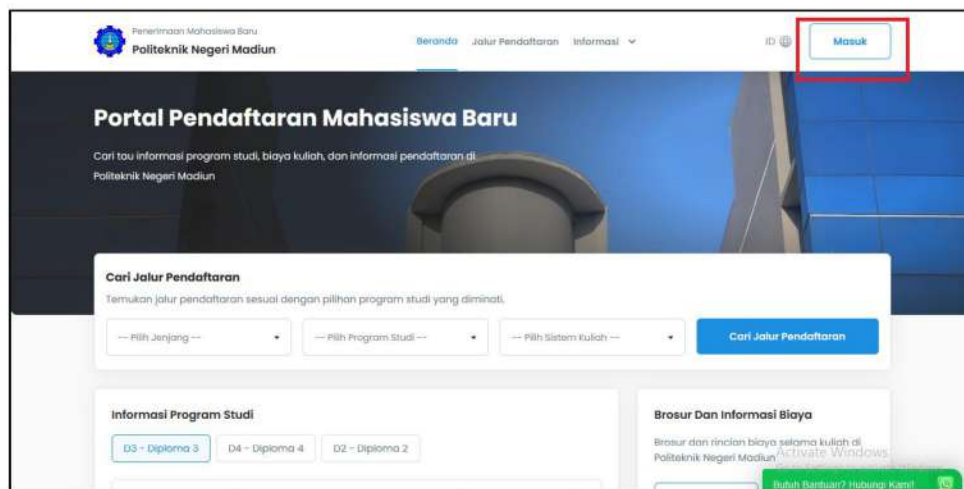 Penerimaan Mahasiswa Baru
Politeknik Negeri Madiun
Beranda Jalur Pendaftaran Informasi
ID
Masuk
Portal Pendaftaran Mahasiswa Baru
Cari tau informasi program studi, biaya kuliah, dan informasi pendaftaran di
Politeknik Negeri Madiun
Cari Jalur Pendaftaran
Temukan jalur pendaftaran sesuai dengan pilihan program studi yang diminati.
-- Pilih Jenjang --
-- Pilih Program Studi --
-- Pilih Sistem Kuliah --
Cari Jalur Pendaftaran
Informasi Program Studi
D3 - Diploma 3
D4 - Diploma 4
D2 - Diploma 2
Brosur Dan Informasi Biaya
Brosur dan rincian biaya selama kuliah di
Politeknik Negeri Madiun
Activate Windows
Butuh Bantuan? Hubungi Kami!